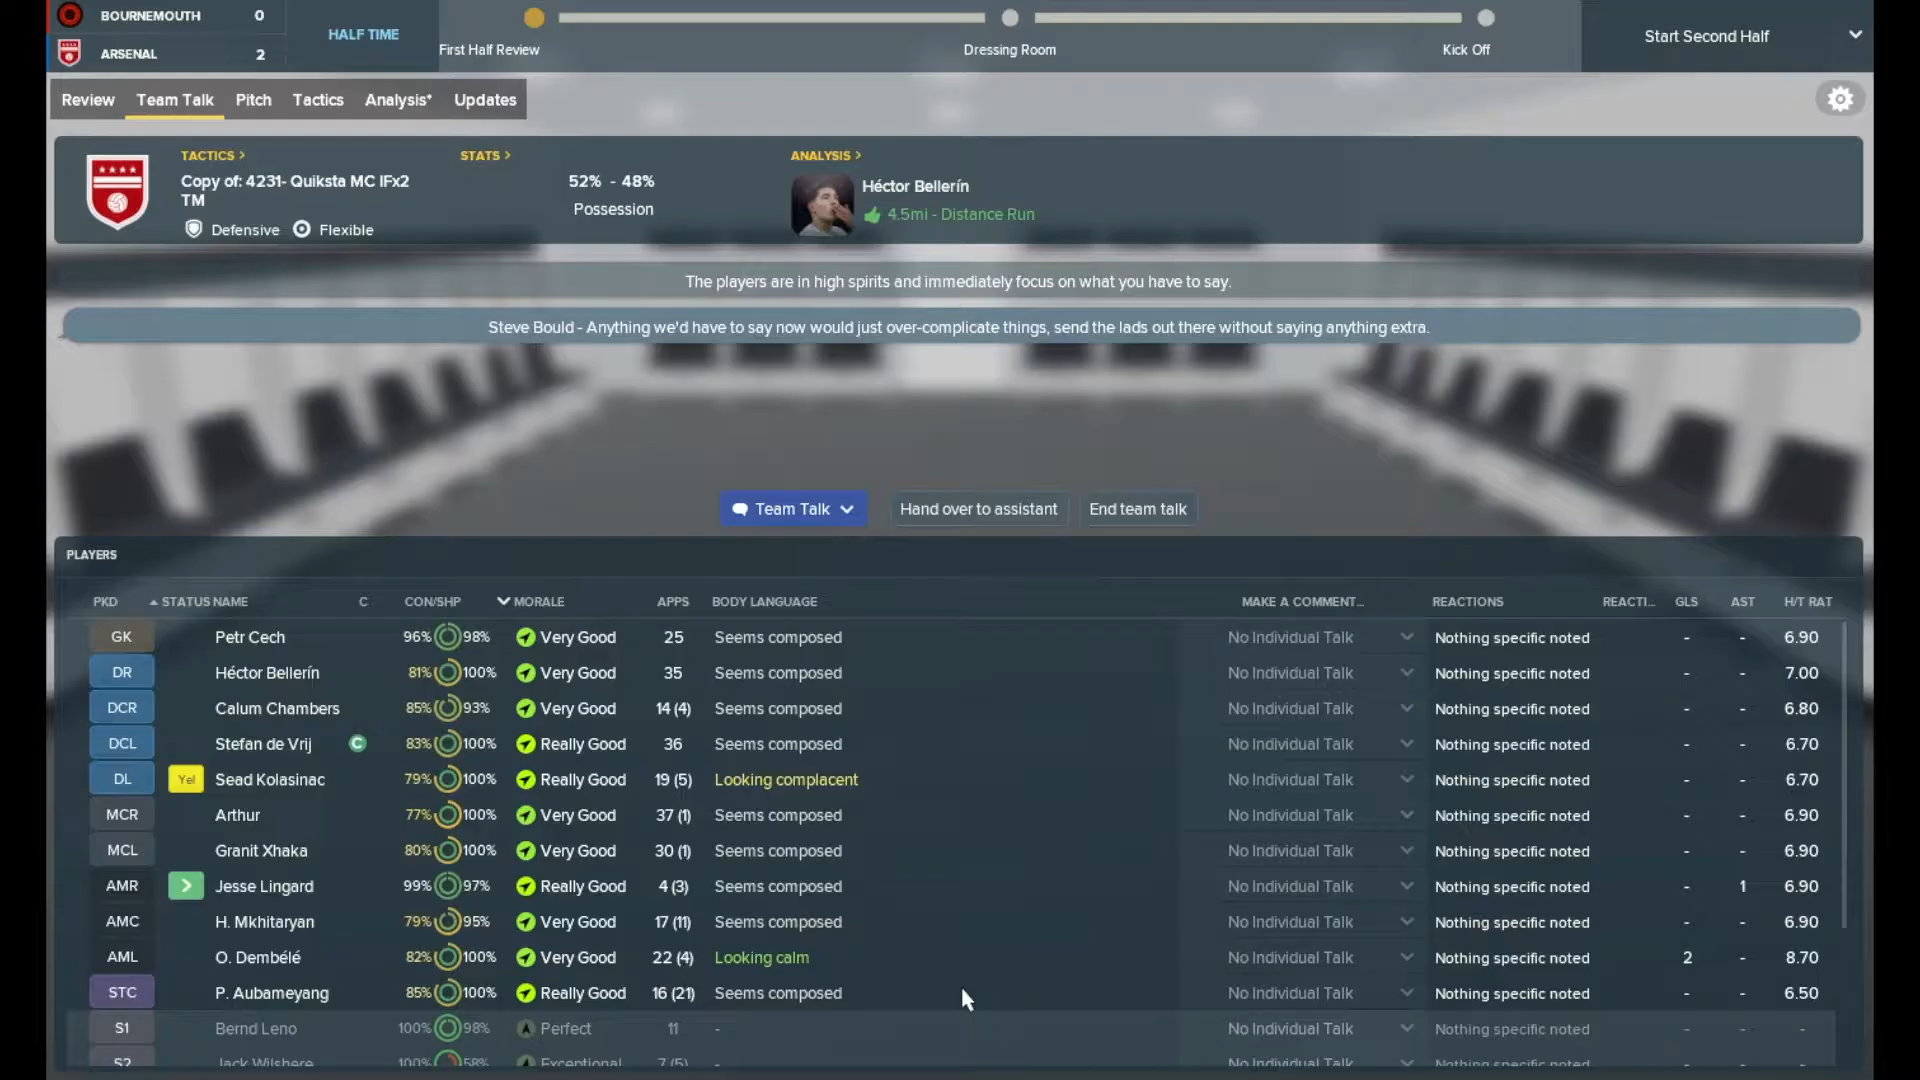 BOURNEMOUTH 0
ARSENAL 2
HALF TIME
First Half Review
Dressing Room
Kick Off
Start Second Half
Review Team Talk Pitch Tactics Analysis* Updates
TACTICS >
Copy of: 4231- Quiksta MC IFx2
TM
Defensive Flexible
STATS >
52% - 48%
Possession
ANALYSIS >
Héctor Bellerín
4.5mi - Distance Run
The players are in high spirits and immediately focus on what you have to say.
Steve Bould - Anything we'd have to say now would just over-complicate things, send the lads out there without saying anything extra.
Team Talk Hand over to assistant End team talk
PLAYERS
PKD STATUS NAME C CON/SHP MORALE APPS BODY LANGUAGE MAKE A COMMENT... REACTIONS REACTI... GLS AST H/T RAT
GK Petr Cech 96% 98% Very Good 25 Seems composed No Individual Talk Nothing specific noted - - 6.90
DR Héctor Bellerín 81% 100% Very Good 35 Seems composed No Individual Talk Nothing specific noted - - 7.00
DCR Calum Chambers 85% 93% Very Good 14 (4) Seems composed No Individual Talk Nothing specific noted - - 6.80
DCL Stefan de Vrij C 83% 100% Really Good 36 Seems composed No Individual Talk Nothing specific noted - - 6.70
DL Yel Sead Kolasinac 79% 100% Really Good 19 (5) Looking complacent No Individual Talk Nothing specific noted - - 6.70
MCR Arthur 77% 100% Very Good 37 (1) Seems composed No Individual Talk Nothing specific noted - - 6.90
MCL Granit Xhaka 80% 100% Very Good 30 (1) Seems composed No Individual Talk Nothing specific noted - - 6.90
AMR Jesse Lingard 99% 97% Really Good 4 (3) Seems composed No Individual Talk Nothing specific noted - 1 6.90
AMC H. Mkhitaryan 79% 95% Very Good 17 (11) Seems composed No Individual Talk Nothing specific noted - - 6.90
AML O. Dembélé 82% 100% Very Good 22 (4) Looking calm No Individual Talk Nothing specific noted 2 - 8.70
STC P. Aubameyang 85% 100% Really Good 16 (21) Seems composed No Individual Talk Nothing specific noted - - 6.50
S1 Bernd Leno 100% 98% Perfect 11 - No Individual Talk Nothing specific noted - - -
S2 Jack Wilshere 100% 58% Exceptional 7 (5) - No Individual Talk Nothing specific noted - - -